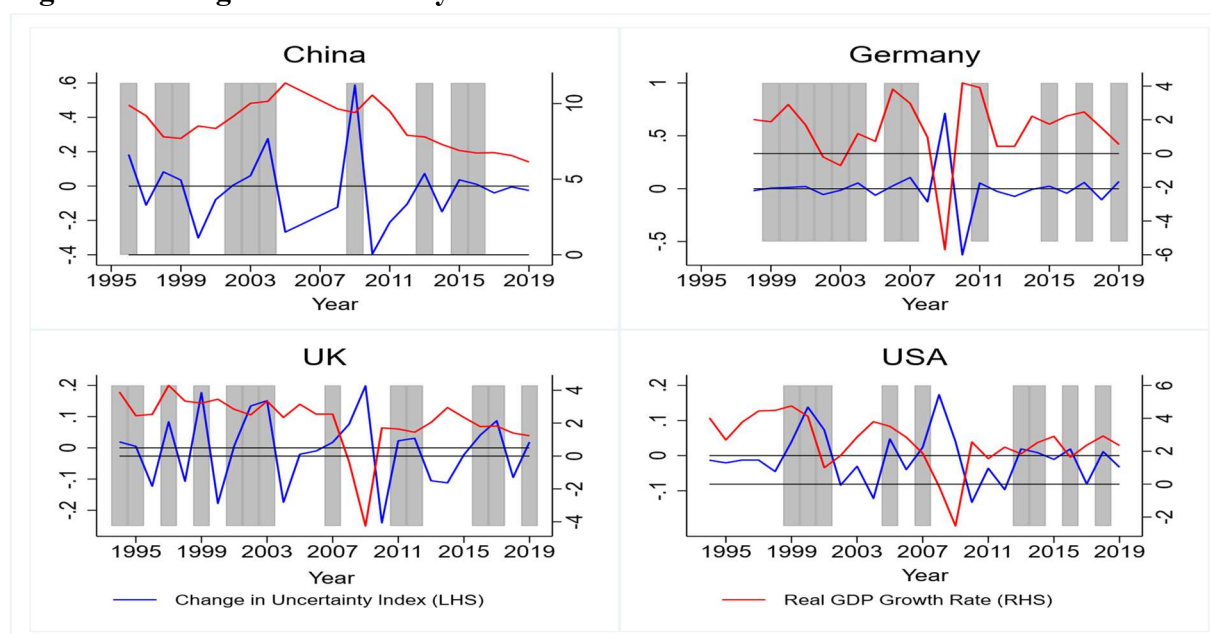 China
Germany
.6
.4
.2
0
-.2
-.4
10
5
0
1
.5
0
-.5
4
2
0
-2
-4
-6
1995 1999 2003 2007 2011 2015 2019
1995 1999 2003 2007 2011 2015 2019
Year
Year
UK
USA
.2
.1
0
-.1
-.2
4
2
0
-2
-4
.2
.1
0
-.1
6
4
2
0
-2
1995 1999 2003 2007 2011 2015 2019
1995 1999 2003 2007 2011 2015 2019
Year
Year
Change in Uncertainty Index (LHS)
Real GDP Growth Rate (RHS)